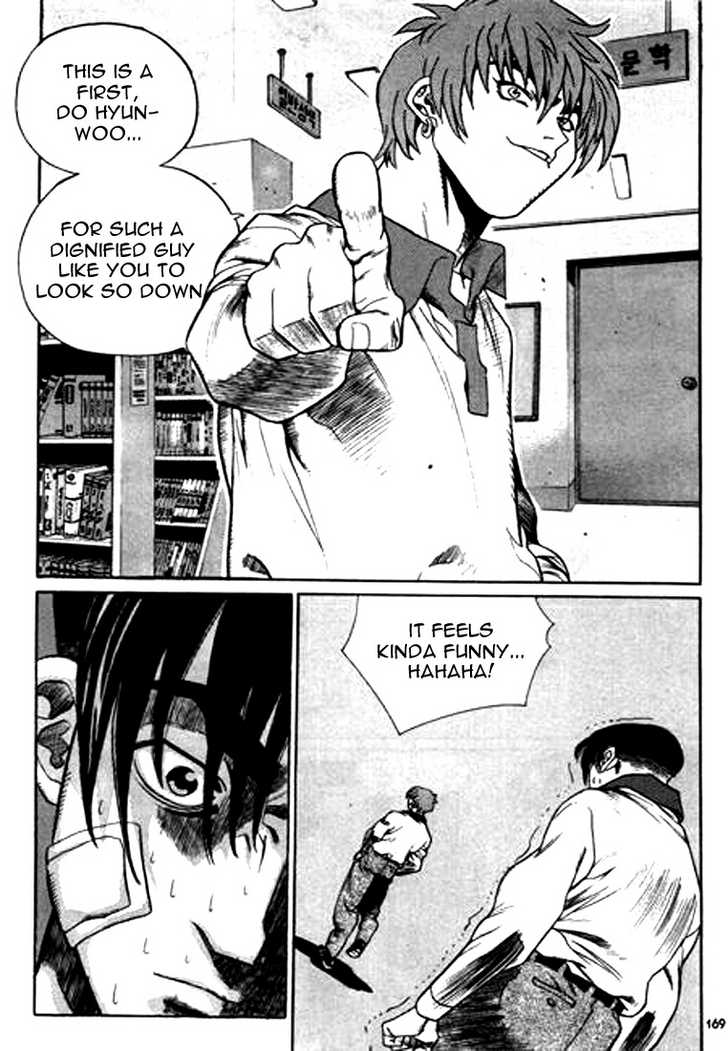 THIS IS A
FIRST,
DO HYUN-
WOO...
FOR SUCH A
DIGNIFIED GUY
LIKE YOU TO
LOOK SO DOWN
문학
IT FEELS
KINDA FUNNY...
HAHAHA!
169